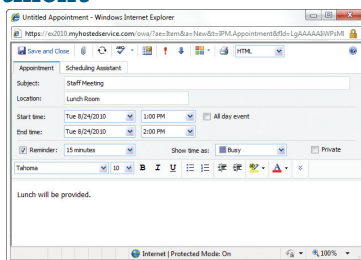 Untitled Appointment - Windows Internet Explorer
https://ex2010.myhostedservice.com/owa/?ae=Item&a=New&t=IPM.Appointment&fId=LgAAAAAWPsMl
Save and Close HTML
Appointment Scheduling Assistant
Subject: Staff Meeting
Location: Lunch Room
Start time: Tue 8/24/2010 1:00 PM All day event
End time: Tue 8/24/2010 2:00 PM
Reminder: 15 minutes Show time as: Busy Private
Tahoma 10 B I U A
Lunch will be provided.
Internet | Protected Mode: On 100%